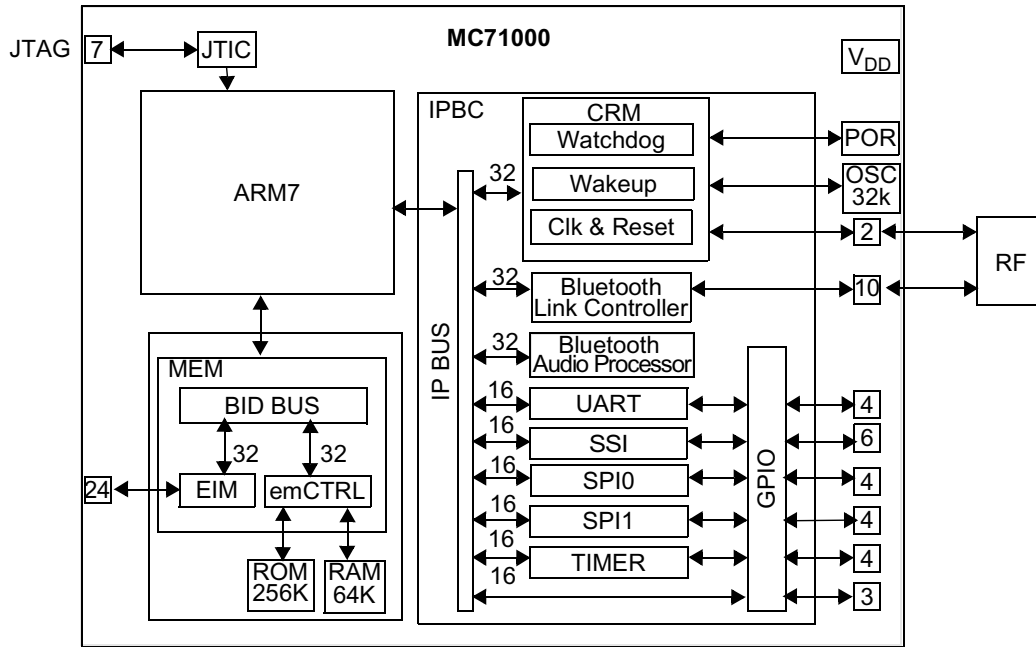 MC71000
JTAG
7
JTIC
V_DD
IPBC
CRM
Watchdog
POR
32
Wakeup
OSC
32k
ARM7
Clk & Reset
2
RF
32
Bluetooth
Link Controller
10
32
Bluetooth
Audio Processor
IP BUS
MEM
BID BUS
16
UART
4
16
SSI
6
32
32
GPIO
24
EIM
emCTRL
16
SPI0
4
16
SPI1
4
16
TIMER
4
ROM
256K
RAM
64K
16
3